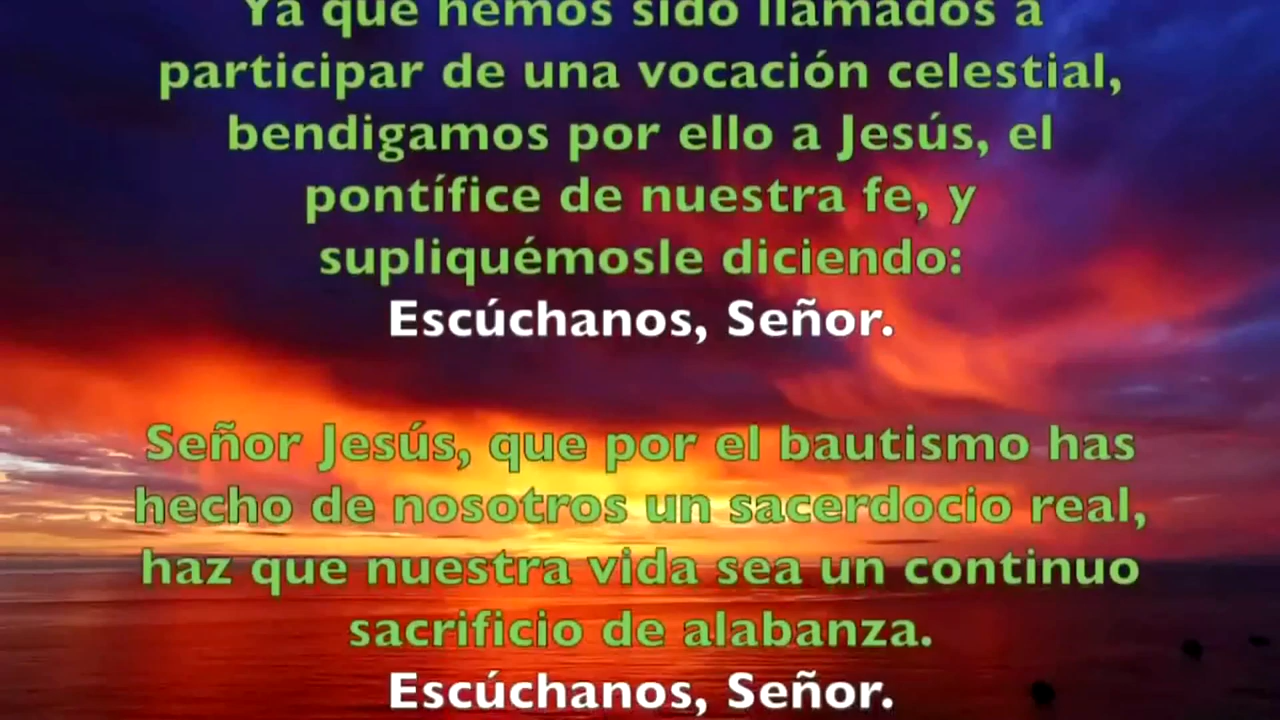 Ya que hemos sido llamados a
participar de una vocación celestial,
bendigamos por ello a Jesús, el
pontífice de nuestra fe, y
supliquémosle diciendo:
Escúchanos, Señor.
Señor Jesús, que por el bautismo has
hecho de nosotros un sacerdocio real,
haz que nuestra vida sea un continuo
sacrificio de alabanza.
Escúchanos, Señor.